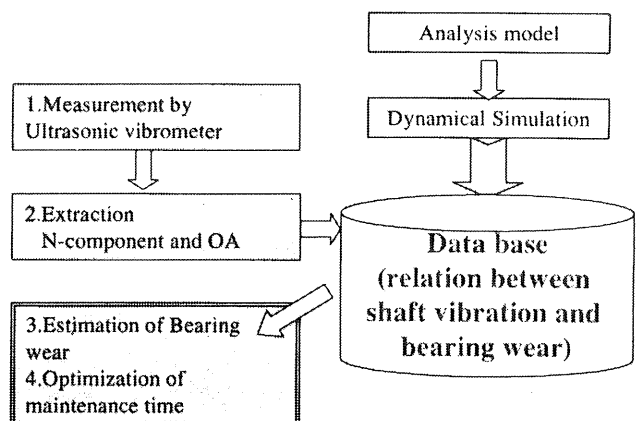 Analysis model
1.Measurement by
Ultrasonic vibrometer
Dynamical Simulation
2.Extraction
N-component and OA
Data base
(relation between
shaft vibration and
bearing wear)
3.Estimation of Bearing
wear
4.Optimization of
maintenance time